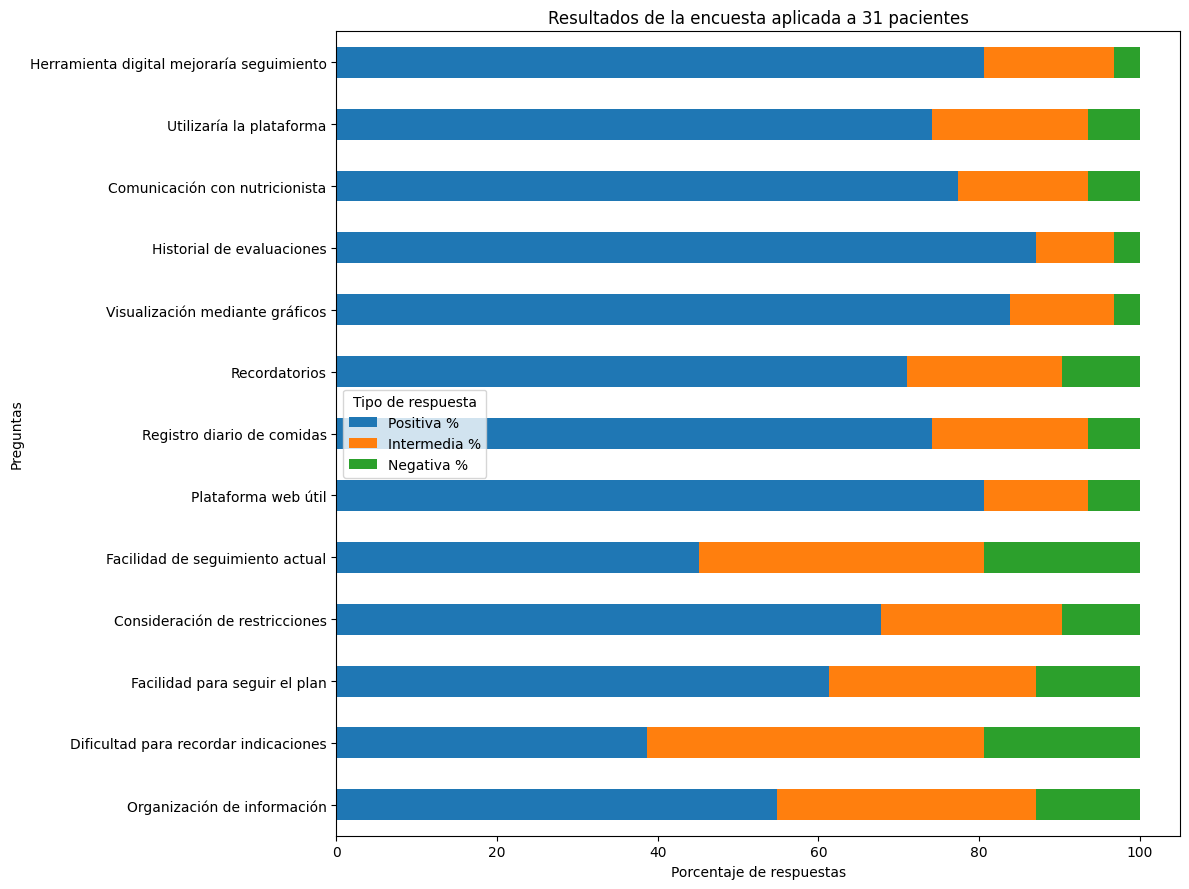 Resultados de la encuesta aplicada a 31 pacientes
Herramienta digital mejoraría seguimiento
Utilizaría la plataforma
Comunicación con nutricionista
Historial de evaluaciones
Visualización mediante gráficos
Recordatorios
Registro diario de comidas
Plataforma web útil
Facilidad de seguimiento actual
Consideración de restricciones
Facilidad para seguir el plan
Dificultad para recordar indicaciones
Organización de información
Preguntas
Tipo de respuesta
Positiva %
Intermedia %
Negativa %
0 20 40 60 80 100
Porcentaje de respuestas